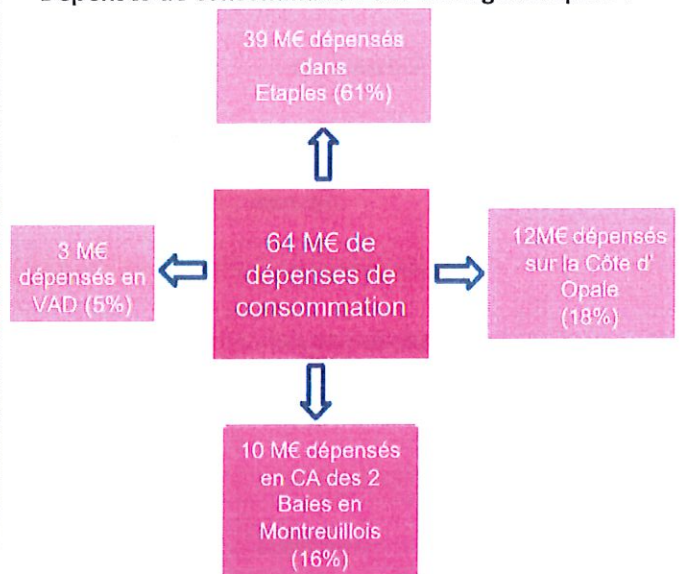 39 M€ dépensés
dans
Etaples (61%)
3 M€
dépensés en
VAD (5%)
64 M€ de
dépenses de
consommation
12M€ dépensés
sur la Côte d'
Opale
(18%)
10 M€ dépensés
en CA des 2
Baies en
Montreuillois
(16%)